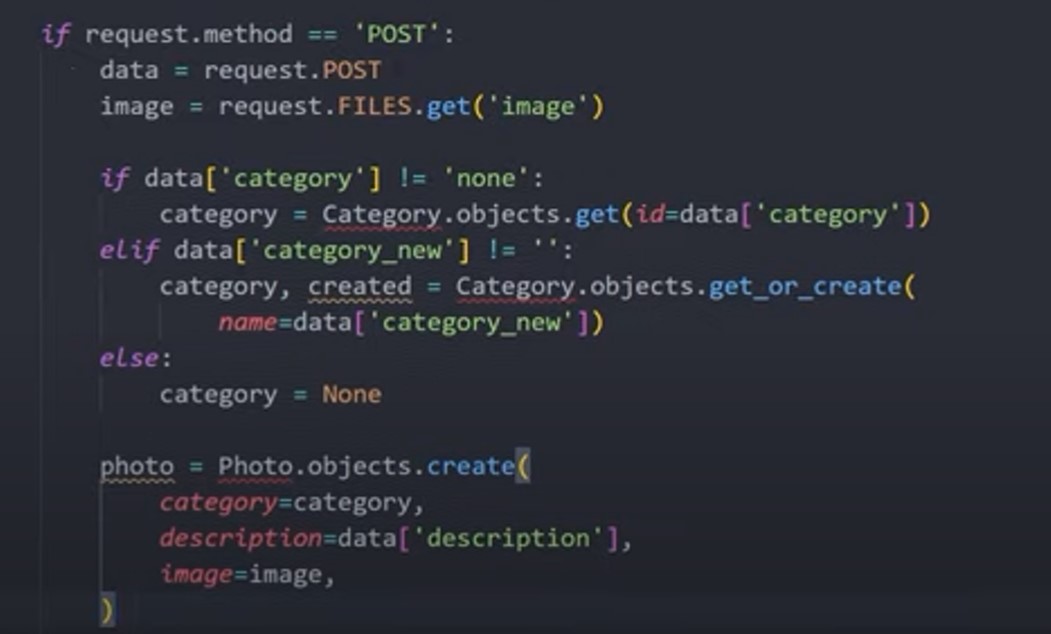 if request.method == 'POST':
    data = request.POST
    image = request.FILES.get('image')

    if data['category'] != 'none':
        category = Category.objects.get(id=data['category'])
    elif data['category_new'] != '':
        category, created = Category.objects.get_or_create(
            name=data['category_new'])
    else:
        category = None

    photo = Photo.objects.create(
        category=category,
        description=data['description'],
        image=image,
    )